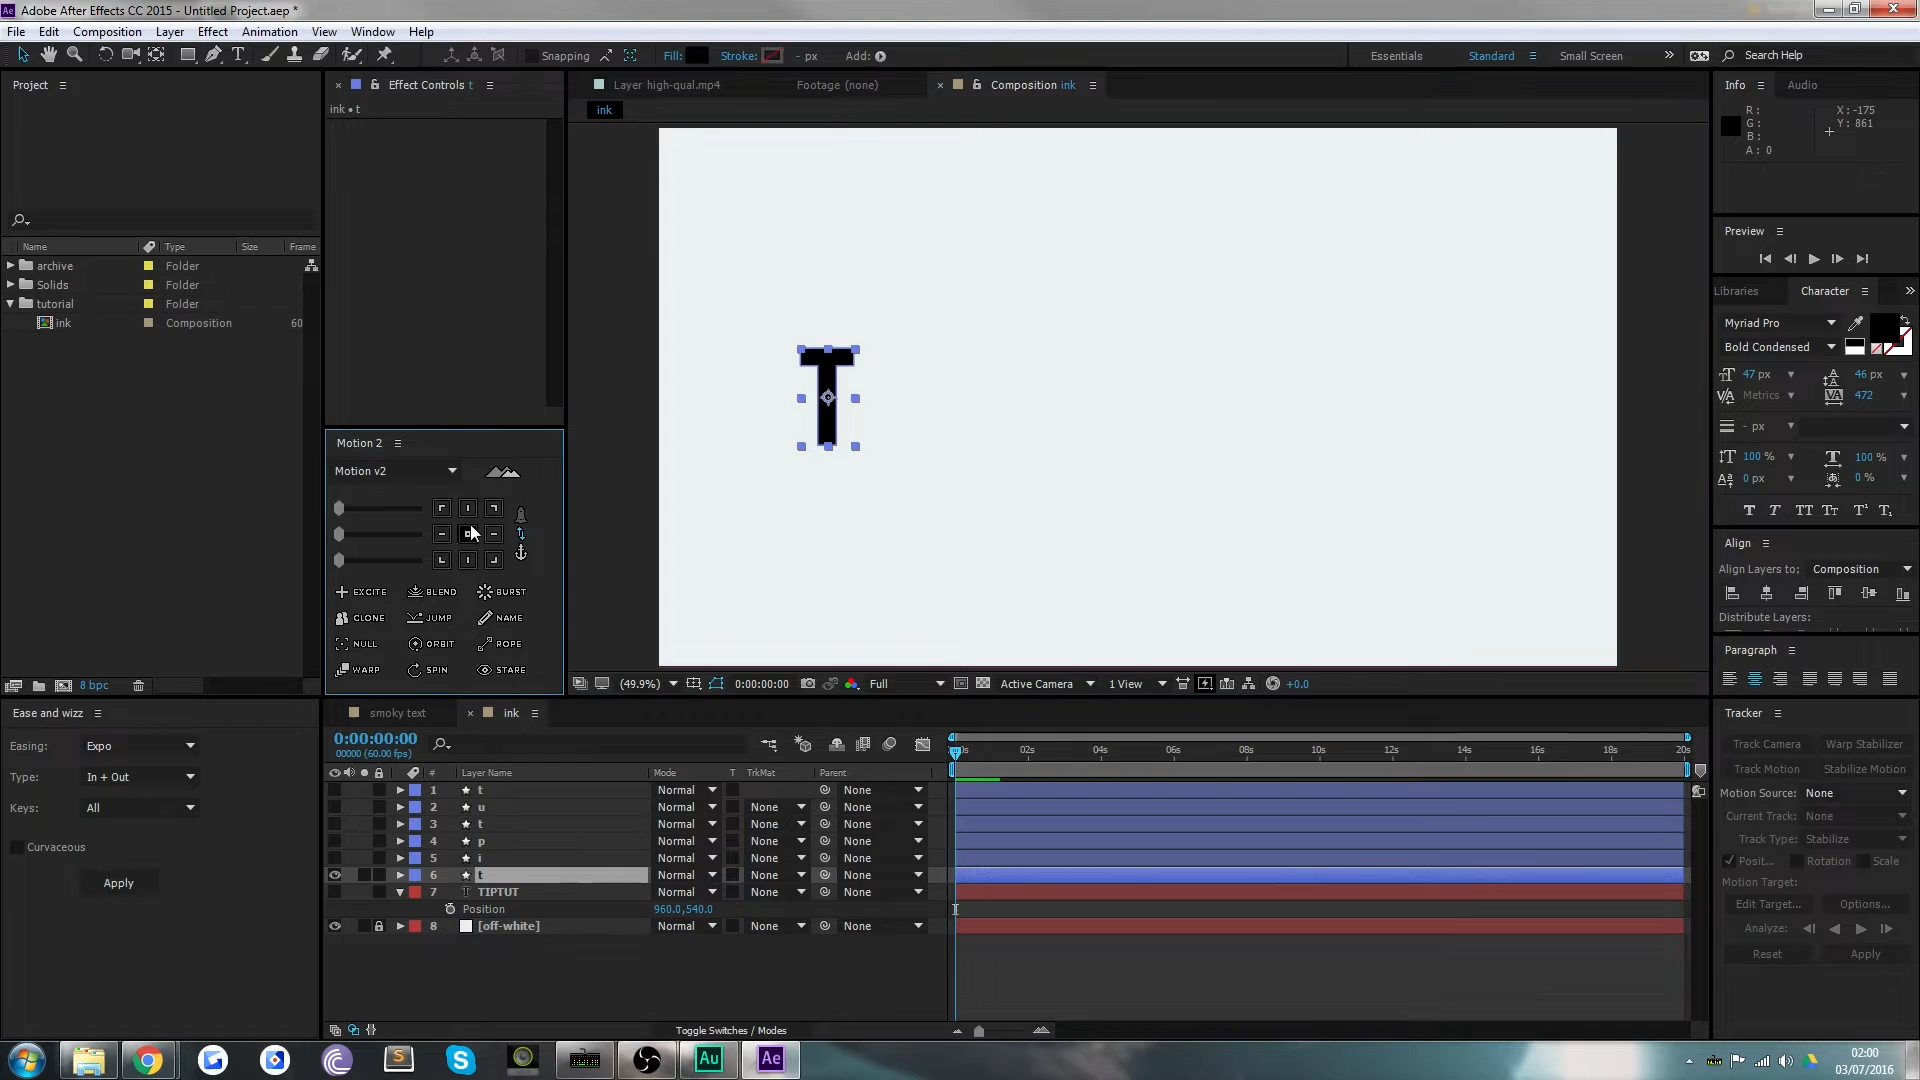 Adobe After Effects CC 2015 - Untitled Project.aep *
File Edit Composition Layer Effect Animation View Window Help
Snapping Fill: Stroke: - px Add: Essentials Standard Small Screen Search Help
Project
Effect Controls t
ink • t
Layer high-qual.mp4 Footage (none) Composition ink
ink
Name Type Size Frame
archive Folder
Solids Folder
tutorial Folder
ink Composition 60
8 bpc
Motion 2
Motion v2
EXCITE BLEND BURST
CLONE JUMP NAME
NULL ORBIT ROPE
WARP SPIN STARE
T
(49.9%) 0:00:00:00 Full Active Camera 1 View +0.0
Info Audio
R: X: -175
G: Y: 861
B:
A: 0
Preview
Libraries Character
Myriad Pro
Bold Condensed
47 px 46 px
Metrics 472
- px
100 % 100 %
0 px 0 %
Align
Align Layers to: Composition
Distribute Layers:
Paragraph
Tracker
Track Camera Warp Stabilizer
Track Motion Stabilize Motion
Motion Source: None
Current Track: None
Track Type: Stabilize
Posit... Rotation Scale
Motion Target:
Edit Target... Options...
Analyze:
Reset Apply
Ease and wizz
Easing: Expo
Type: In + Out
Keys: All
Curvaceous
Apply
smoky text ink
0:00:00:00
00000 (60.00 fps)
02s 04s 06s 08s 10s 12s 14s 16s 18s 20s
# Layer Name Mode T TrkMat Parent
1 t Normal None
2 u Normal None None
3 t Normal None None
4 p Normal None None
5 i Normal None None
6 t Normal None None
7 T TIPTUT Normal None None
Position 960.0,540.0
8 [off-white] Normal None None
Toggle Switches / Modes
Au Ae
02:00
03/07/2016